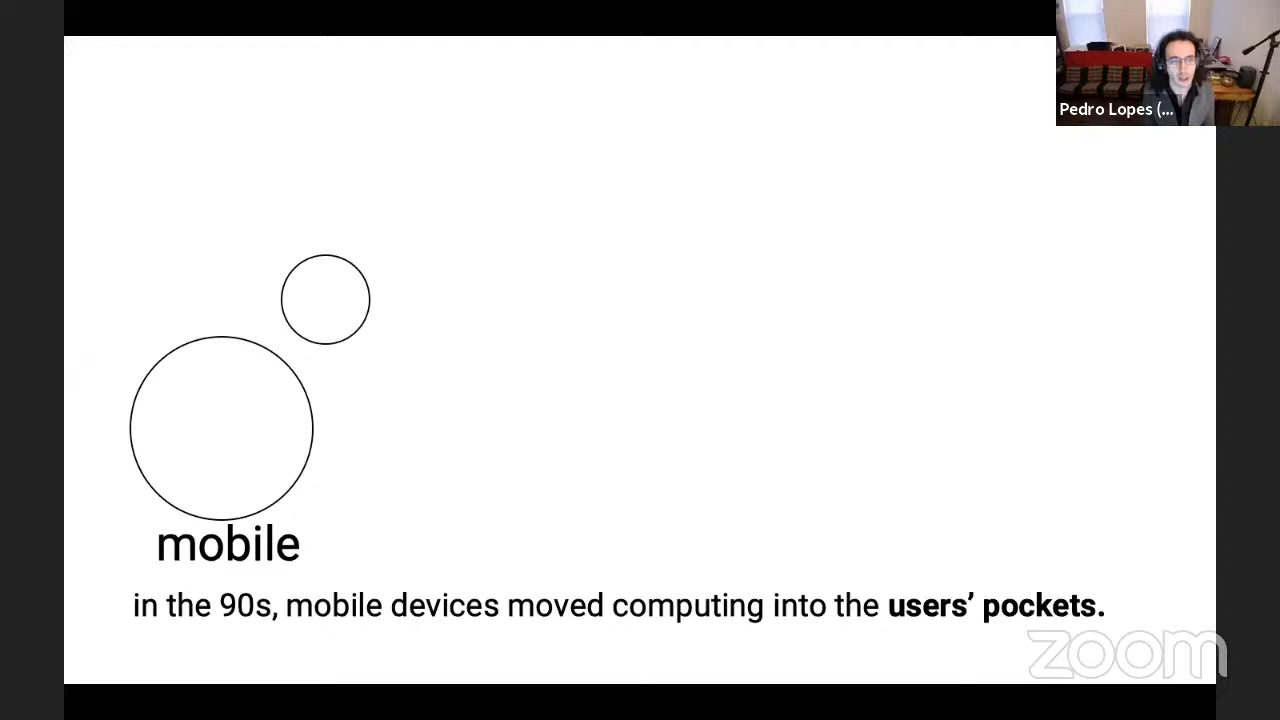 Pedro Lopes (...
mobile
in the 90s, mobile devices moved computing into the users’ pockets.
zoom